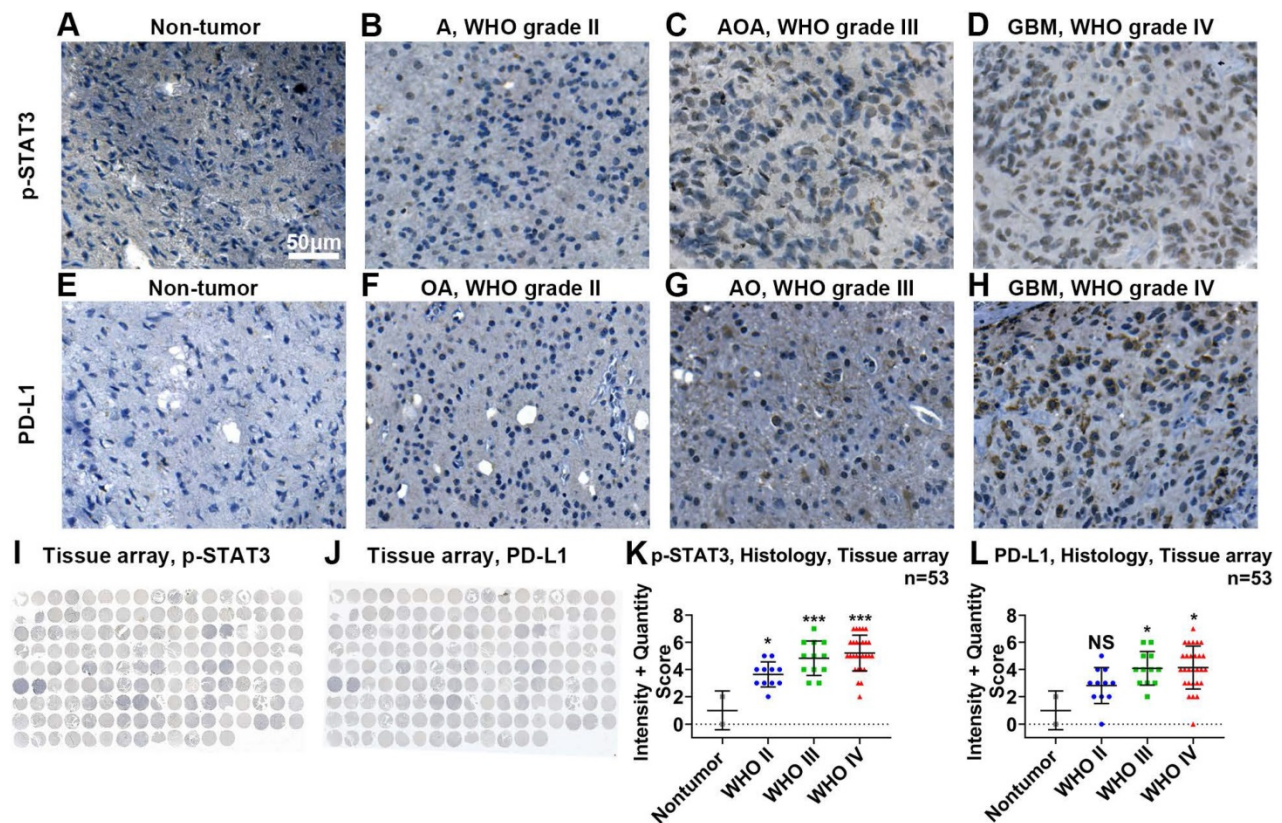 A Non-tumor
B A, WHO grade II
C AOA, WHO grade III
D GBM, WHO grade IV
p-STAT3
50μm
E Non-tumor
F OA, WHO grade II
G AO, WHO grade III
H GBM, WHO grade IV
PD-L1
I Tissue array, p-STAT3
J Tissue array, PD-L1
K p-STAT3, Histology, Tissue array
n=53
Intensity + Quantity
Score
8
6
4
2
0
*
***
***
Nontumor
WHO II
WHO III
WHO IV
L PD-L1, Histology, Tissue array
n=53
Intensity + Quantity
Score
8
6
4
2
0
NS
*
*
Nontumor
WHO II
WHO III
WHO IV